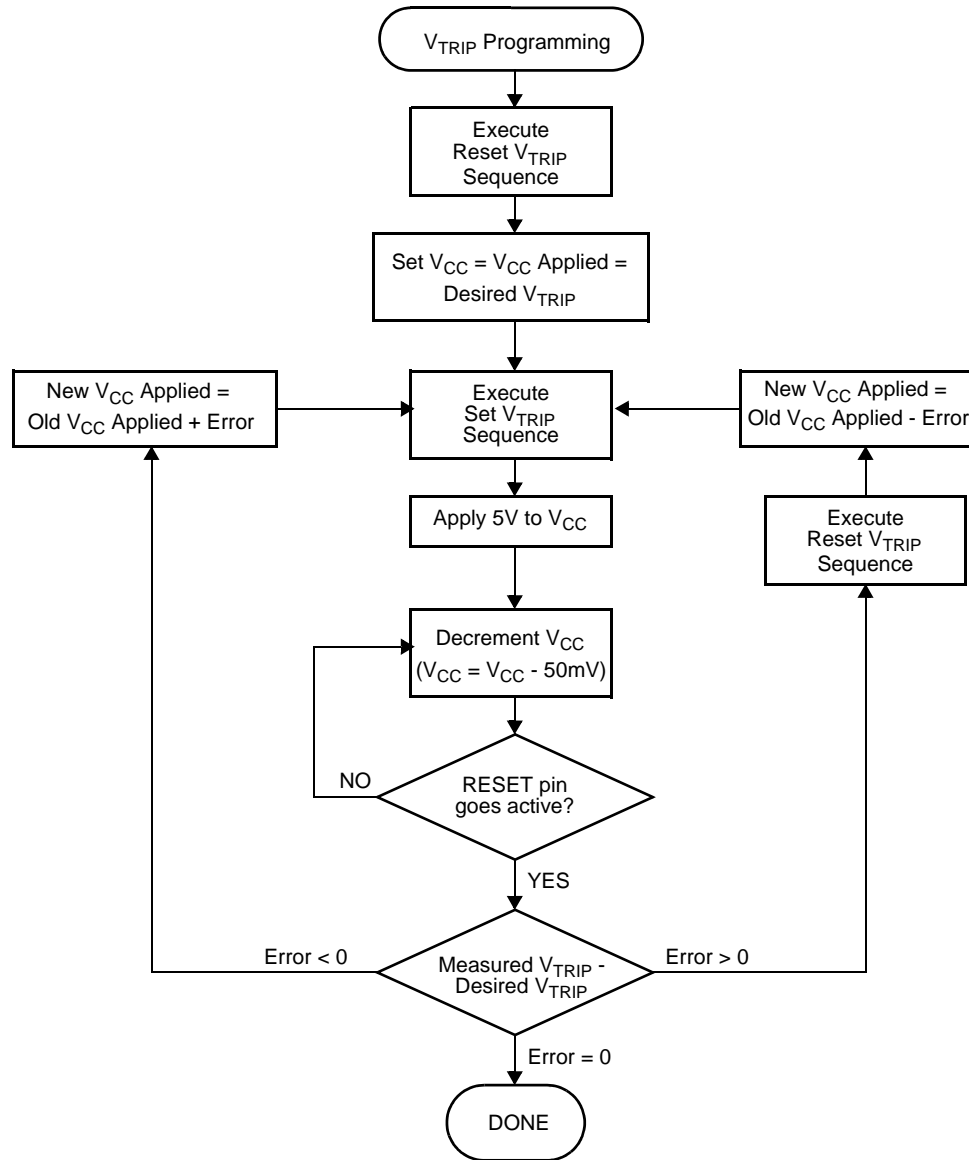 V_TRIP Programming
Execute
Reset V_TRIP
Sequence
Set V_CC = V_CC Applied =
Desired V_TRIP
New V_CC Applied =
Old V_CC Applied + Error
Execute
Set V_TRIP
Sequence
New V_CC Applied =
Old V_CC Applied - Error
Apply 5V to V_CC
Execute
Reset V_TRIP
Sequence
Decrement V_CC
(V_CC = V_CC - 50mV)
NO
RESET pin
goes active?
YES
Error < 0
Measured V_TRIP -
Desired V_TRIP
Error > 0
Error = 0
DONE